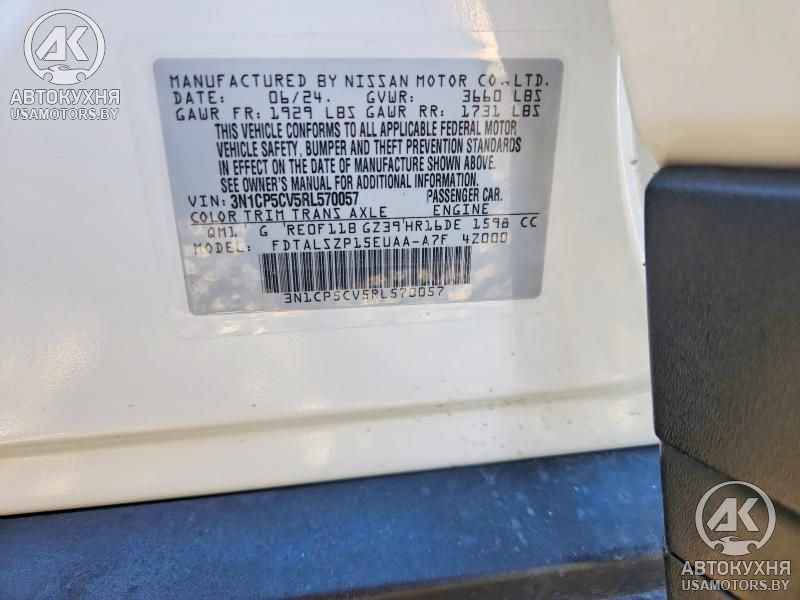 AK
АВТОКУХНЯ
USAMOTORS.BY
MANUFACTURED BY NISSAN MOTOR CO., LTD.
DATE: 06/24. GVWR: 3660 LBS
GAWR FR: 1929 LBS GAWR RR: 1731 LBS
THIS VEHICLE CONFORMS TO ALL APPLICABLE FEDERAL MOTOR
VEHICLE SAFETY, BUMPER AND THEFT PREVENTION STANDARDS
IN EFFECT ON THE DATE OF MANUFACTURE SHOWN ABOVE.
SEE OWNER'S MANUAL FOR ADDITIONAL INFORMATION.
VIN: 3N1CP5CV5RL570057 PASSENGER CAR.
COLOR TRIM TRANS AXLE ENGINE
QM1 G RE0F11B GZ39 HR16DE 1598 CC
MODEL: FDTALSZP15EUAA-A7F 42000
3N1CP5CV5RL570057
AK
АВТОКУХНЯ
USAMOTORS.BY